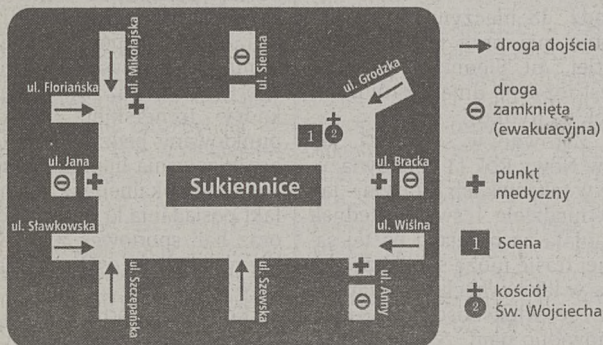 ul. Mikołajska
ul. Sienna
ul. Grodzka
ul. Floriańska
1
2
ul. Jana
ul. Bracka
Sukiennice
ul. Sławkowska
ul. Wiślna
ul. Szczepańska
ul. Szewska
ul. Anny
droga dojścia
droga
zamknięta
(ewakuacyjna)
punkt
medyczny
1 Scena
kościół
2 Św. Wojciecha